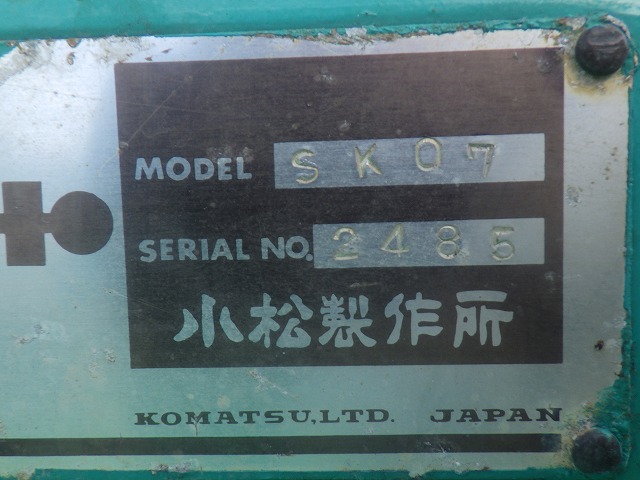 MODEL SK07
SERIAL NO. 2485
小松製作所
KOMATSU,LTD. JAPAN